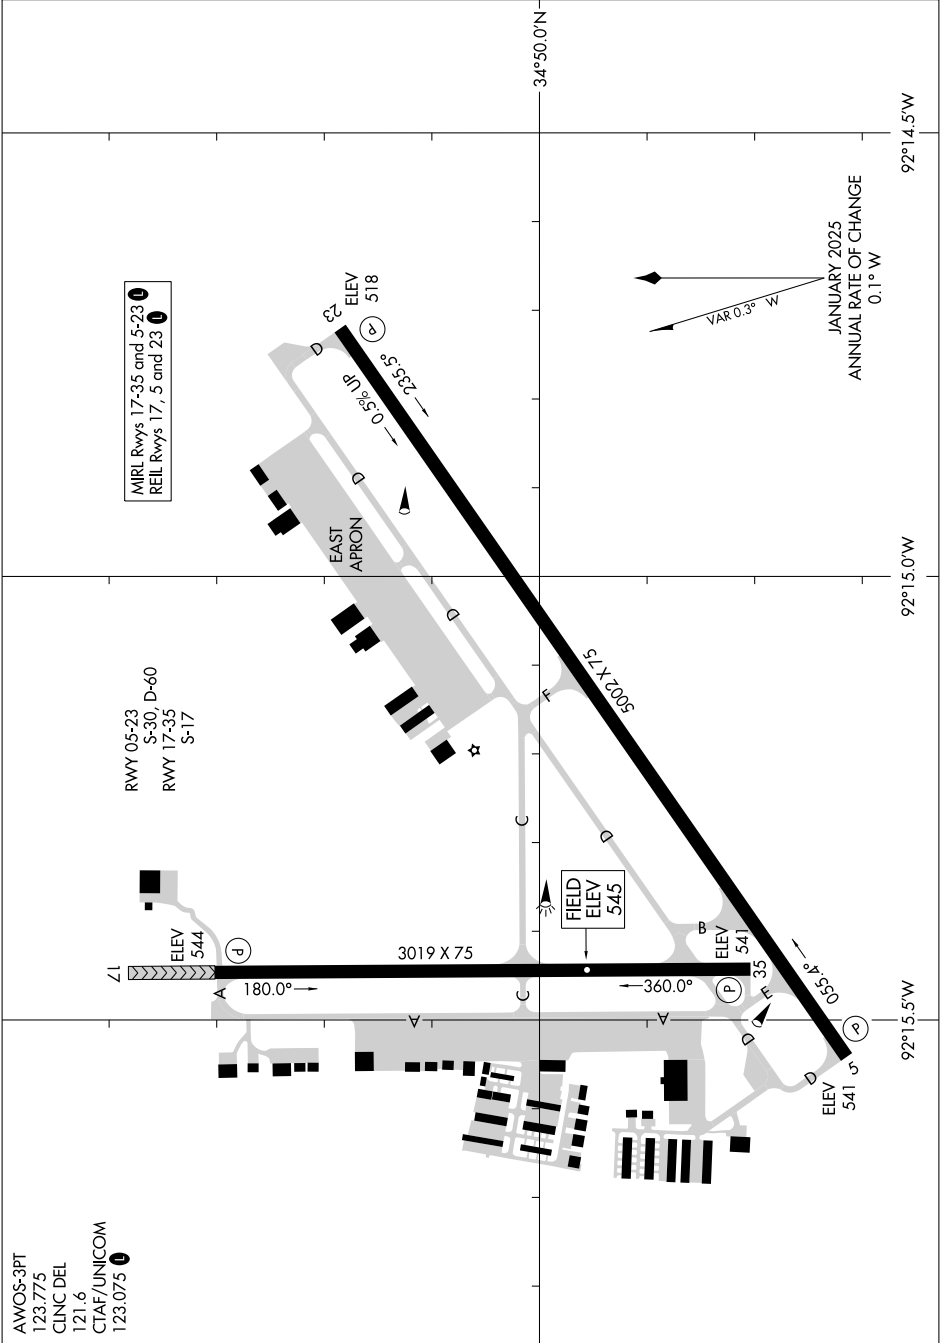 AWOS-3PT
123.775
CLNC DEL
121.6
CTAF/UNICOM
123.075 L
RWY 05-23
S-30, D-60
RWY 17-35
S-17
MIRL Rwys 17-35 and 5-23 L
REIL Rwys 17, 5 and 23 L
34°50.0'N
92°14.5'W
92°15.0'W
92°15.5'W
JANUARY 2025
ANNUAL RATE OF CHANGE
0.1° W
VAR 0.3° W
23
ELEV
518
P
235.5°
0.5% UP
D
D
D
EAST
APRON
F
5002 X 75
C
D
FIELD
ELEV
545
17
ELEV
544
P
A
180.0°
3019 X 75
C
360.0°
A
A
B
ELEV
541
35
P
E
D
D
055.4°
5
P
ELEV
541